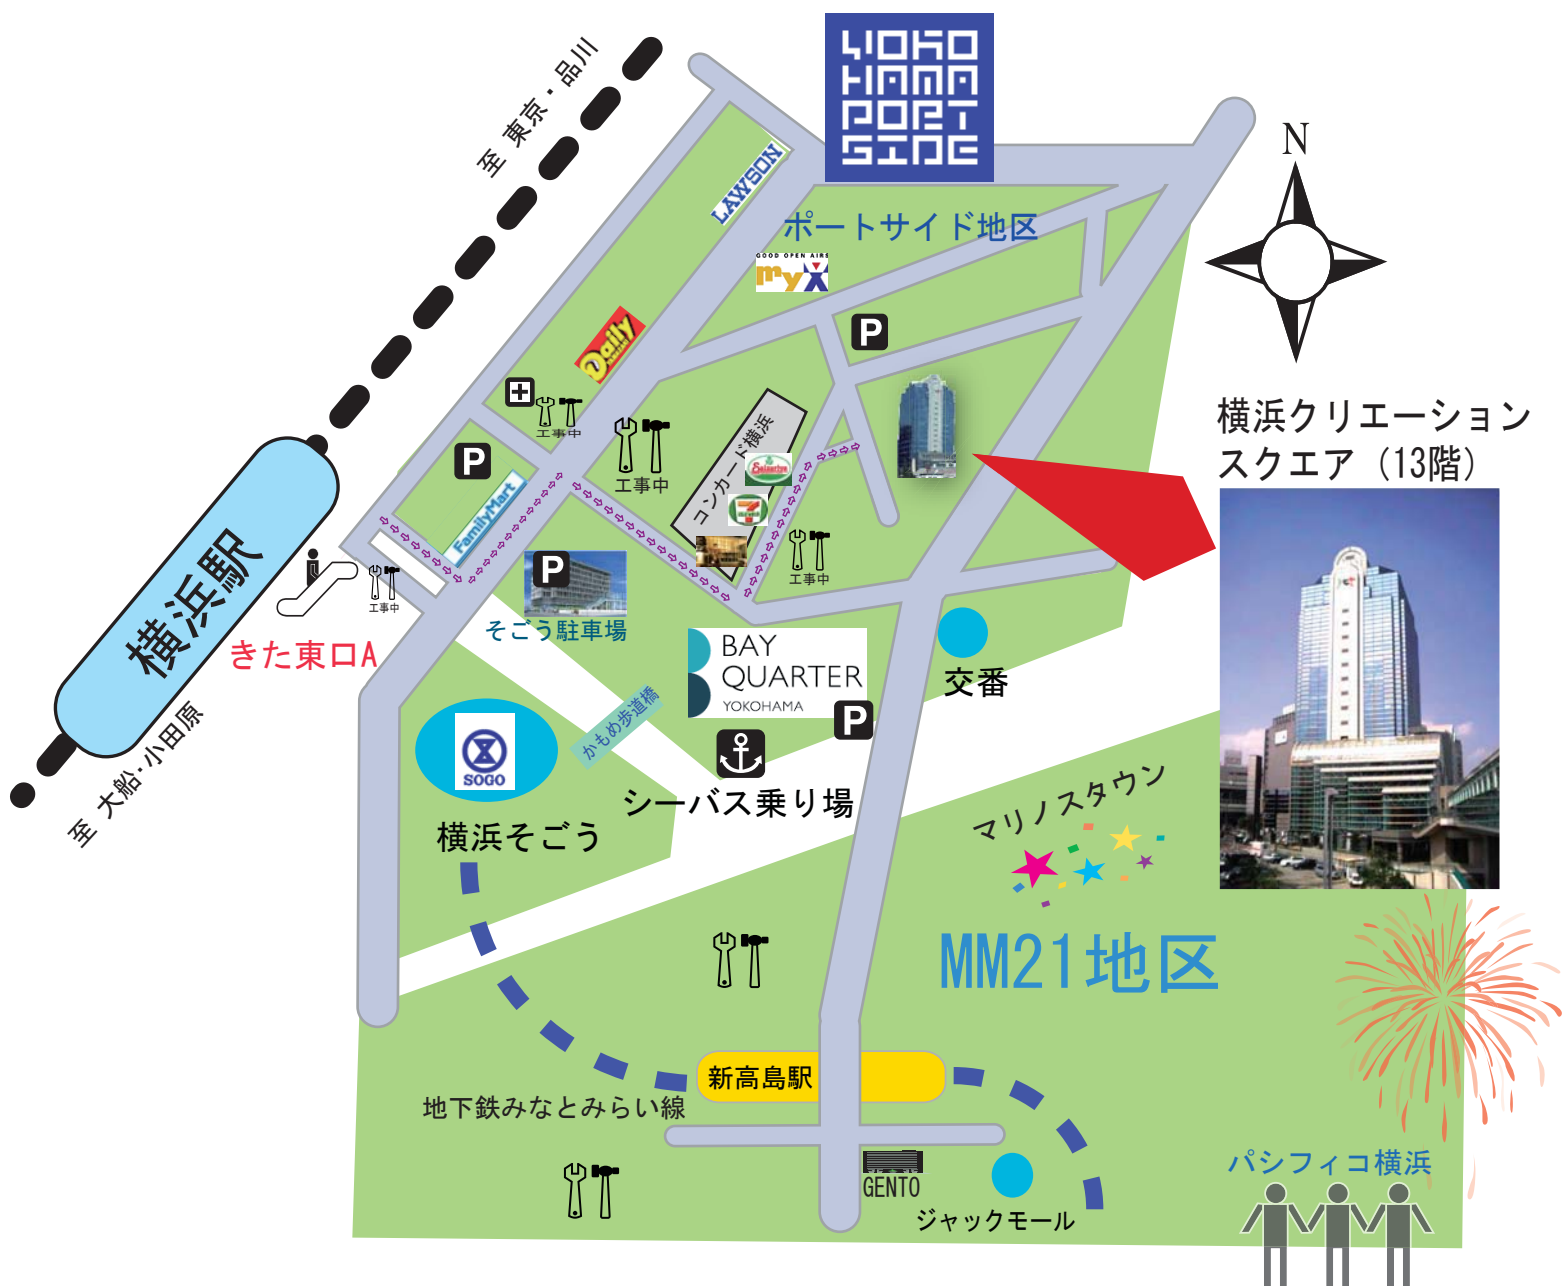 YOKO
HAMA
PORT
SIDE
至 東京・品川
N
LAWSON
ポートサイド地区
GOOD OPEN AIRS
myX
Daily
P
横浜クリエーション
スクエア（13階）
工事中
P
工事中
コンカード横浜
Saizeriya
FamilyMart
横浜駅
工事中
P
工事中
きた東口A
そごう駐車場
BAY
QUARTER
YOKOHAMA
交番
かもめ歩道橋
P
至 大船・小田原
SOGO
シーバス乗り場
横浜そごう
マリノスタウン
MM21地区
新高島駅
地下鉄みなとみらい線
GENTO
ジャックモール
パシフィコ横浜